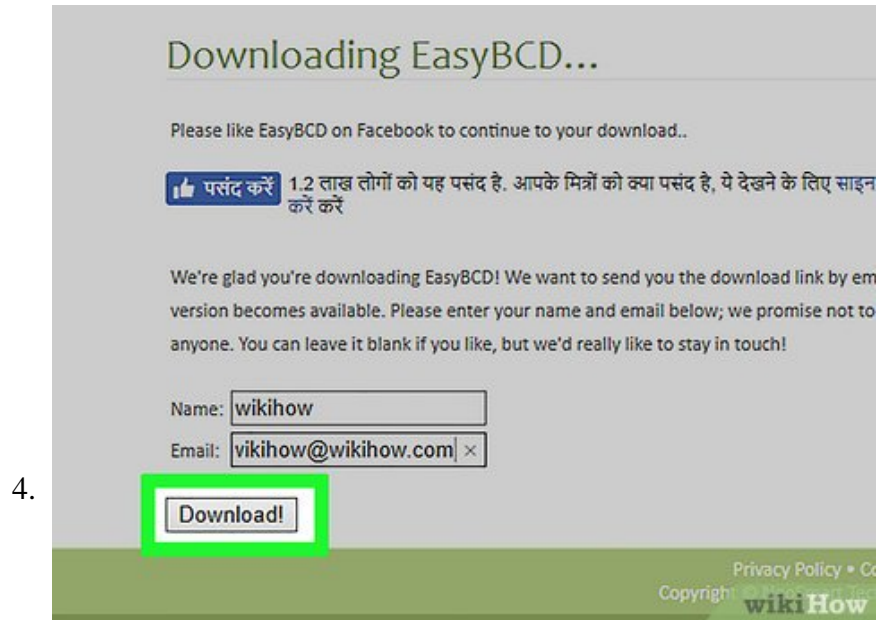 Downloading EasyBCD...
Please like EasyBCD on Facebook to continue to your download..
पसंद करें 1.2 लाख लोगों को यह पसंद है. आपके मित्रों को क्या पसंद है, ये देखने के लिए साइन
करें करें
We're glad you're downloading EasyBCD! We want to send you the download link by em
version becomes available. Please enter your name and email below; we promise not to
anyone. You can leave it blank if you like, but we'd really like to stay in touch!
Name: wikihow
Email: vikihow@wikihow.com ×
4.
Download!
Privacy Policy •
Copyright ©
wikiHow